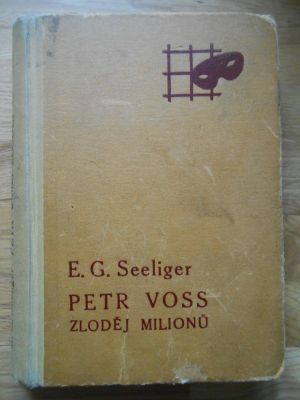 E. G. Seeliger
PETR VOSS
ZLODĚJ MILIONŮ